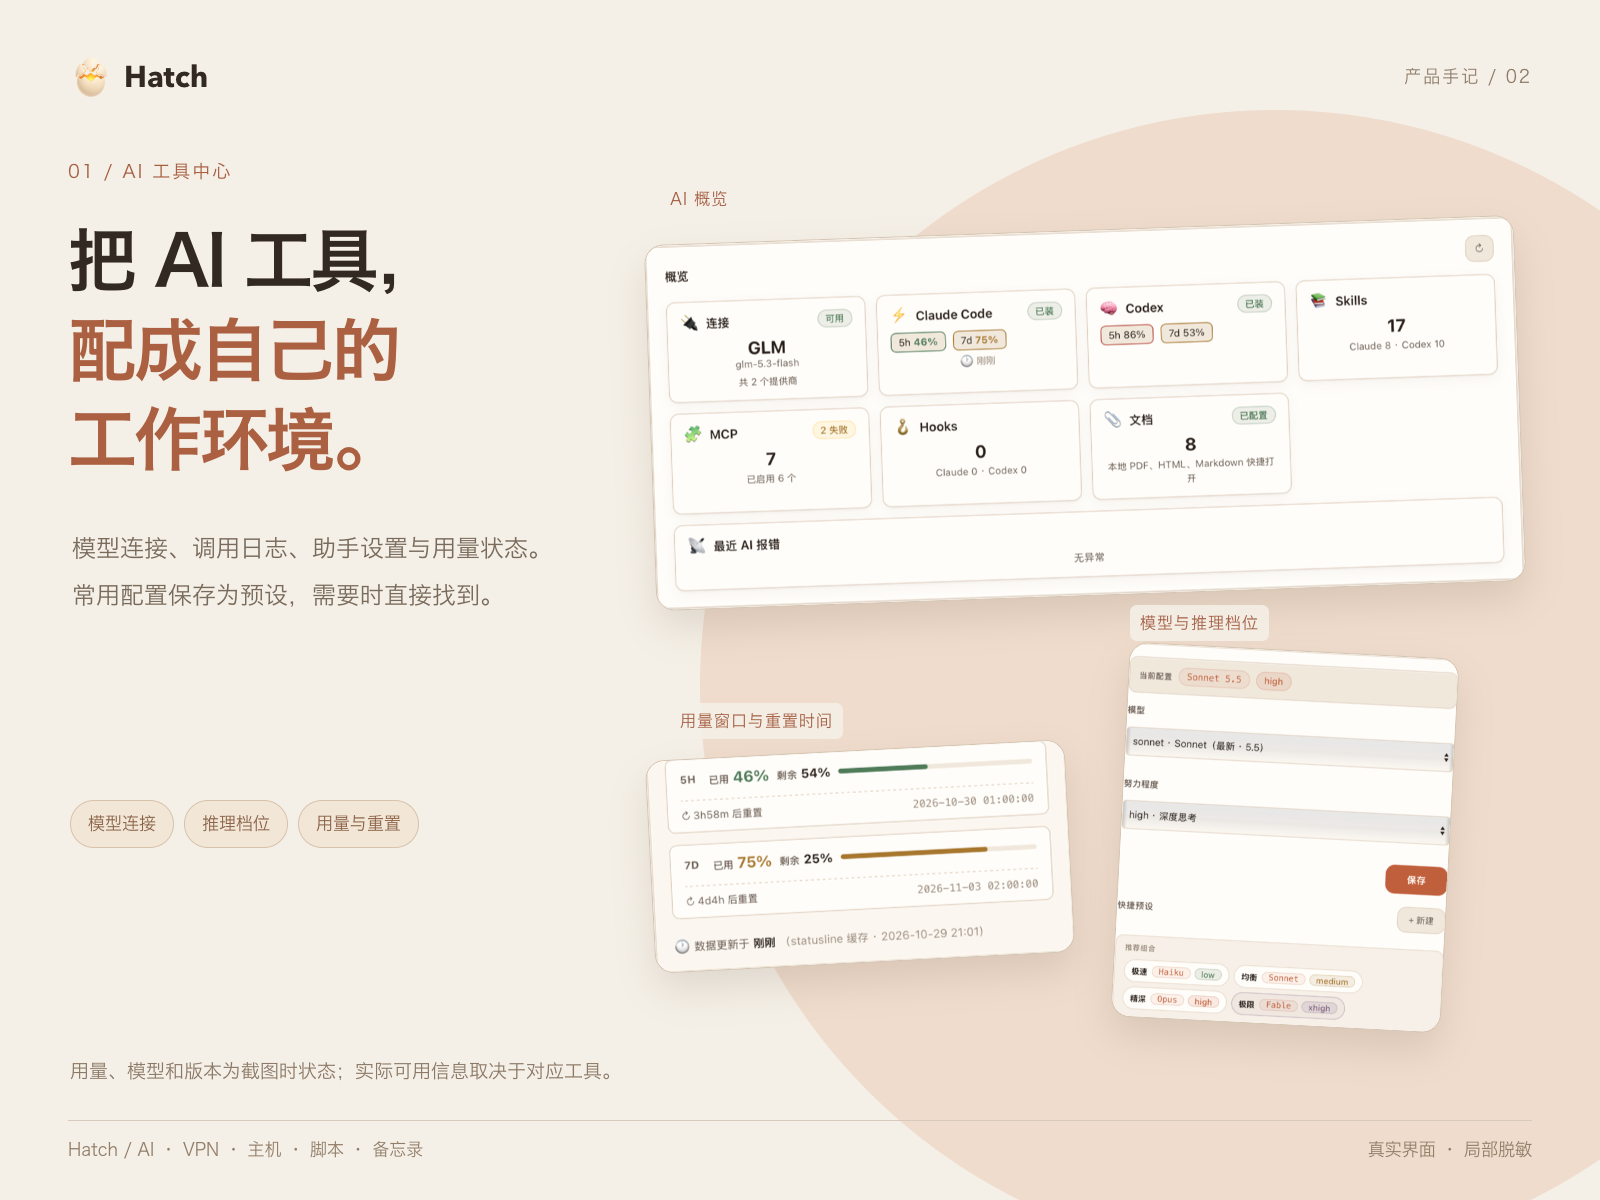 Hatch
产品手记 / 02
01 / AI 工具中心
把 AI 工具，
配成自己的
工作环境。
模型连接、调用日志、助手设置与用量状态。
常用配置保存为预设，需要时直接找到。
模型连接
推理档位
用量与重置
AI 概览
概览
连接
可用
GLM
glm-5.3-flash
共 2 个提供商
Claude Code
已装
5h 46%
7d 75%
刚刚
Codex
已装
5h 86%
7d 53%
Skills
17
Claude 8 · Codex 10
MCP
2 失败
7
已启用 6 个
Hooks
0
Claude 0 · Codex 0
文档
已配置
8
本地 PDF、HTML、Markdown 快捷打
开
最近 AI 报错
无异常
用量窗口与重置时间
5H 已用 46% 剩余 54%
3h58m 后重置
2026-10-30 01:00:00
7D 已用 75% 剩余 25%
4d4h 后重置
2026-11-03 02:00:00
数据更新于 刚刚 （statusline 缓存 · 2026-10-29 21:01）
模型与推理档位
当前配置 Sonnet 5.5 high
模型
sonnet · Sonnet（最新 · 5.5）
努力程度
high · 深度思考
保存
快捷预设
+ 新建
推荐组合
极速 Haiku low
均衡 Sonnet medium
精深 Opus high
极限 Fable xhigh
用量、模型和版本为截图时状态；实际可用信息取决于对应工具。
Hatch / AI · VPN · 主机 · 脚本 · 备忘录
真实界面 · 局部脱敏